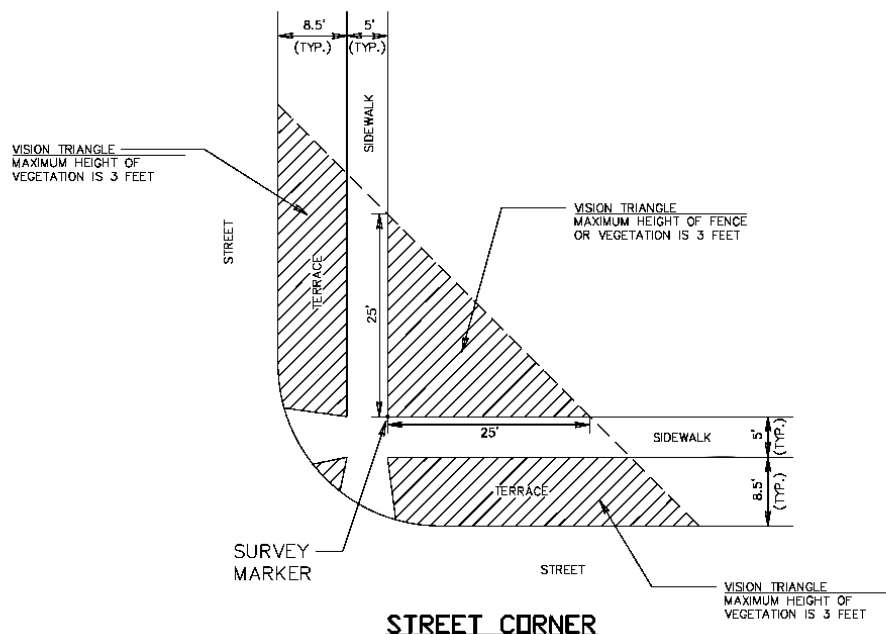 8.5'
(TYP.)
5'
(TYP.)
SIDEWALK
VISION TRIANGLE
MAXIMUM HEIGHT OF
VEGETATION IS 3 FEET
VISION TRIANGLE
MAXIMUM HEIGHT OF FENCE
OR VEGETATION IS 3 FEET
STREET
TERRACE
25'
25'
SIDEWALK
5'
(TYP.)
TERRACE
8.5'
(TYP.)
SURVEY
MARKER
STREET
VISION TRIANGLE
MAXIMUM HEIGHT OF
VEGETATION IS 3 FEET
STREET CORNER